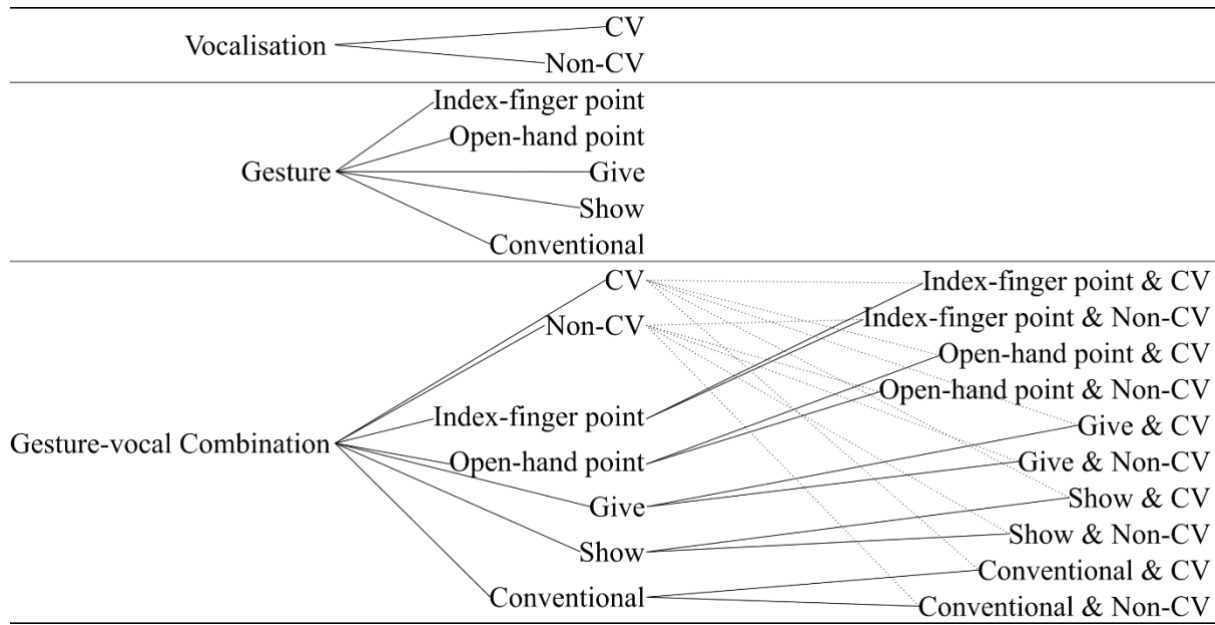 Vocalisation
CV
Non-CV
Gesture
Index-finger point
Open-hand point
Give
Show
Conventional
Gesture-vocal Combination
CV
Non-CV
Index-finger point
Open-hand point
Give
Show
Conventional
Index-finger point & CV
Index-finger point & Non-CV
Open-hand point & CV
Open-hand point & Non-CV
Give & CV
Give & Non-CV
Show & CV
Show & Non-CV
Conventional & CV
Conventional & Non-CV